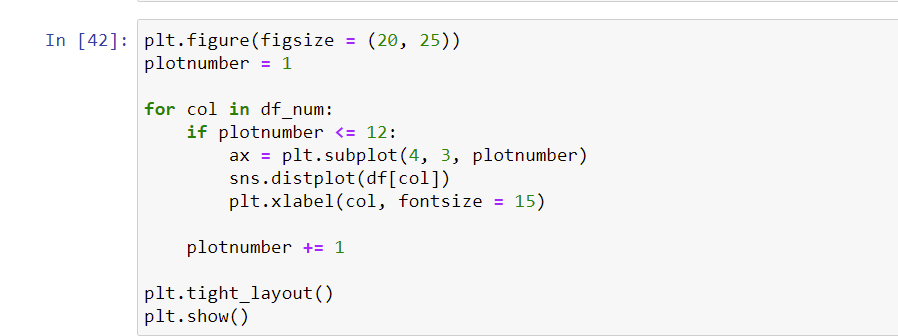 In [42]: plt.figure(figsize = (20, 25))
plotnumber = 1
for col in df_num:
    if plotnumber <= 12:
        ax = plt.subplot(4, 3, plotnumber)
        sns.distplot(df[col])
        plt.xlabel(col, fontsize = 15)
    plotnumber += 1
plt.tight_layout()
plt.show()